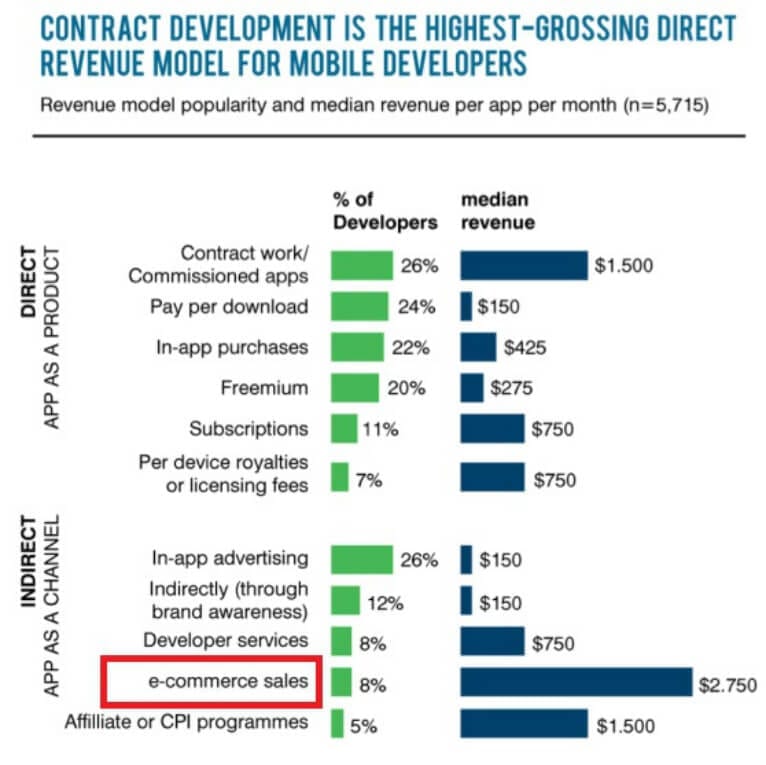 CONTRACT DEVELOPMENT IS THE HIGHEST-GROSSING DIRECT
REVENUE MODEL FOR MOBILE DEVELOPERS
Revenue model popularity and median revenue per app per month (n=5,715)
% of
Developers
median
revenue
DIRECT
APP AS A PRODUCT
Contract work/
Commissioned apps
26%
$1.500
Pay per download
24%
$150
In-app purchases
22%
$425
Freemium
20%
$275
Subscriptions
11%
$750
Per device royalties
or licensing fees
7%
$750
INDIRECT
APP AS A CHANNEL
In-app advertising
26%
$150
Indirectly (through
brand awareness)
12%
$150
Developer services
8%
$750
e-commerce sales
8%
$2.750
Affilliate or CPI programmes
5%
$1.500